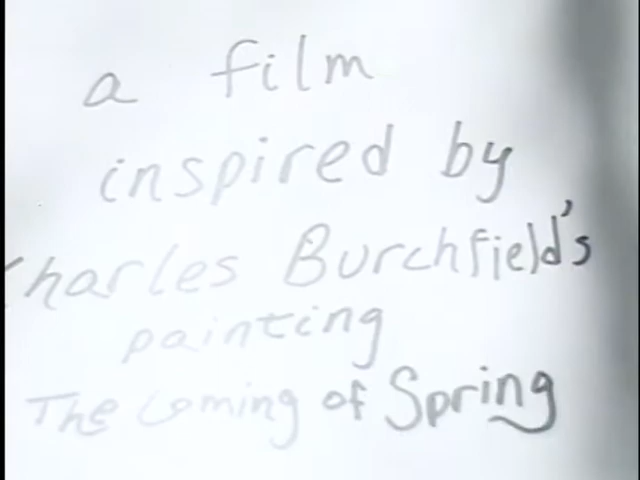 a film
inspired by
Charles Burchfield's
painting
The Coming of Spring